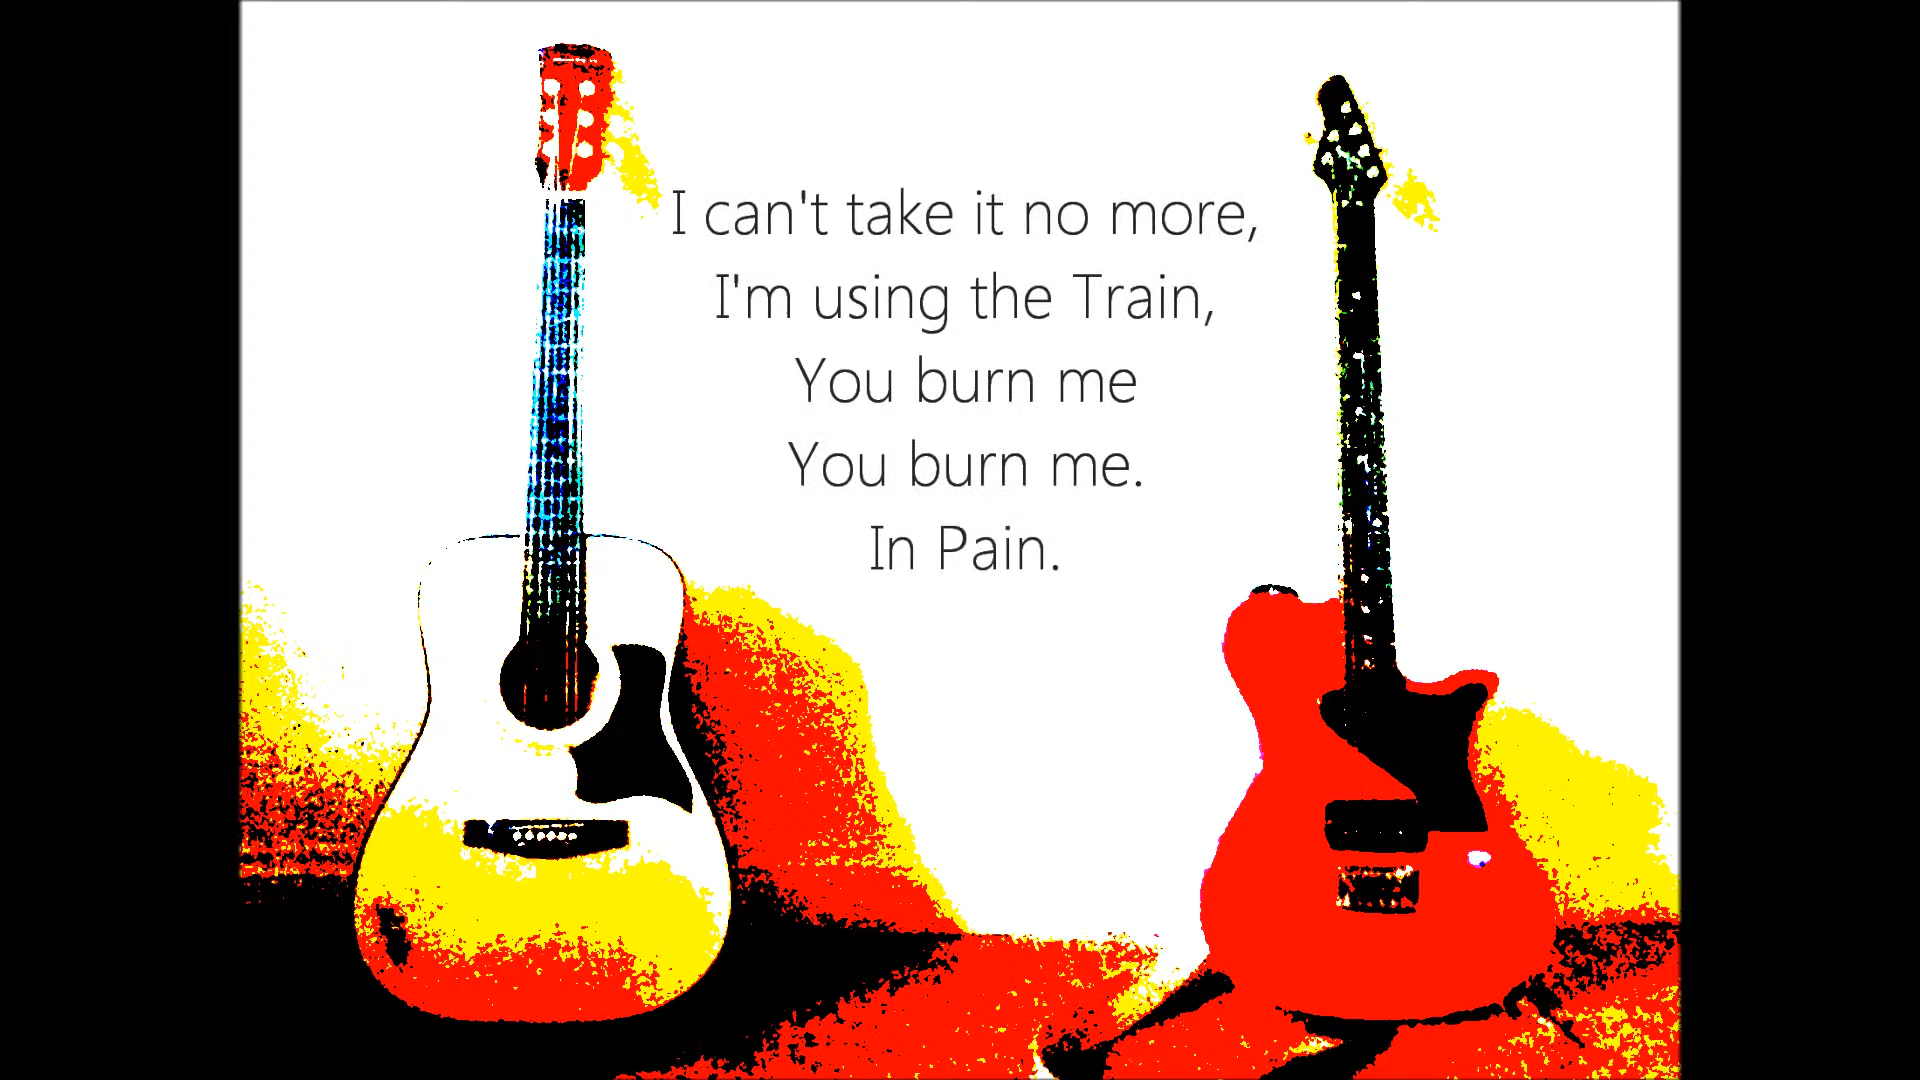 I can't take it no more,
I'm using the Train,
You burn me
You burn me.
In Pain.